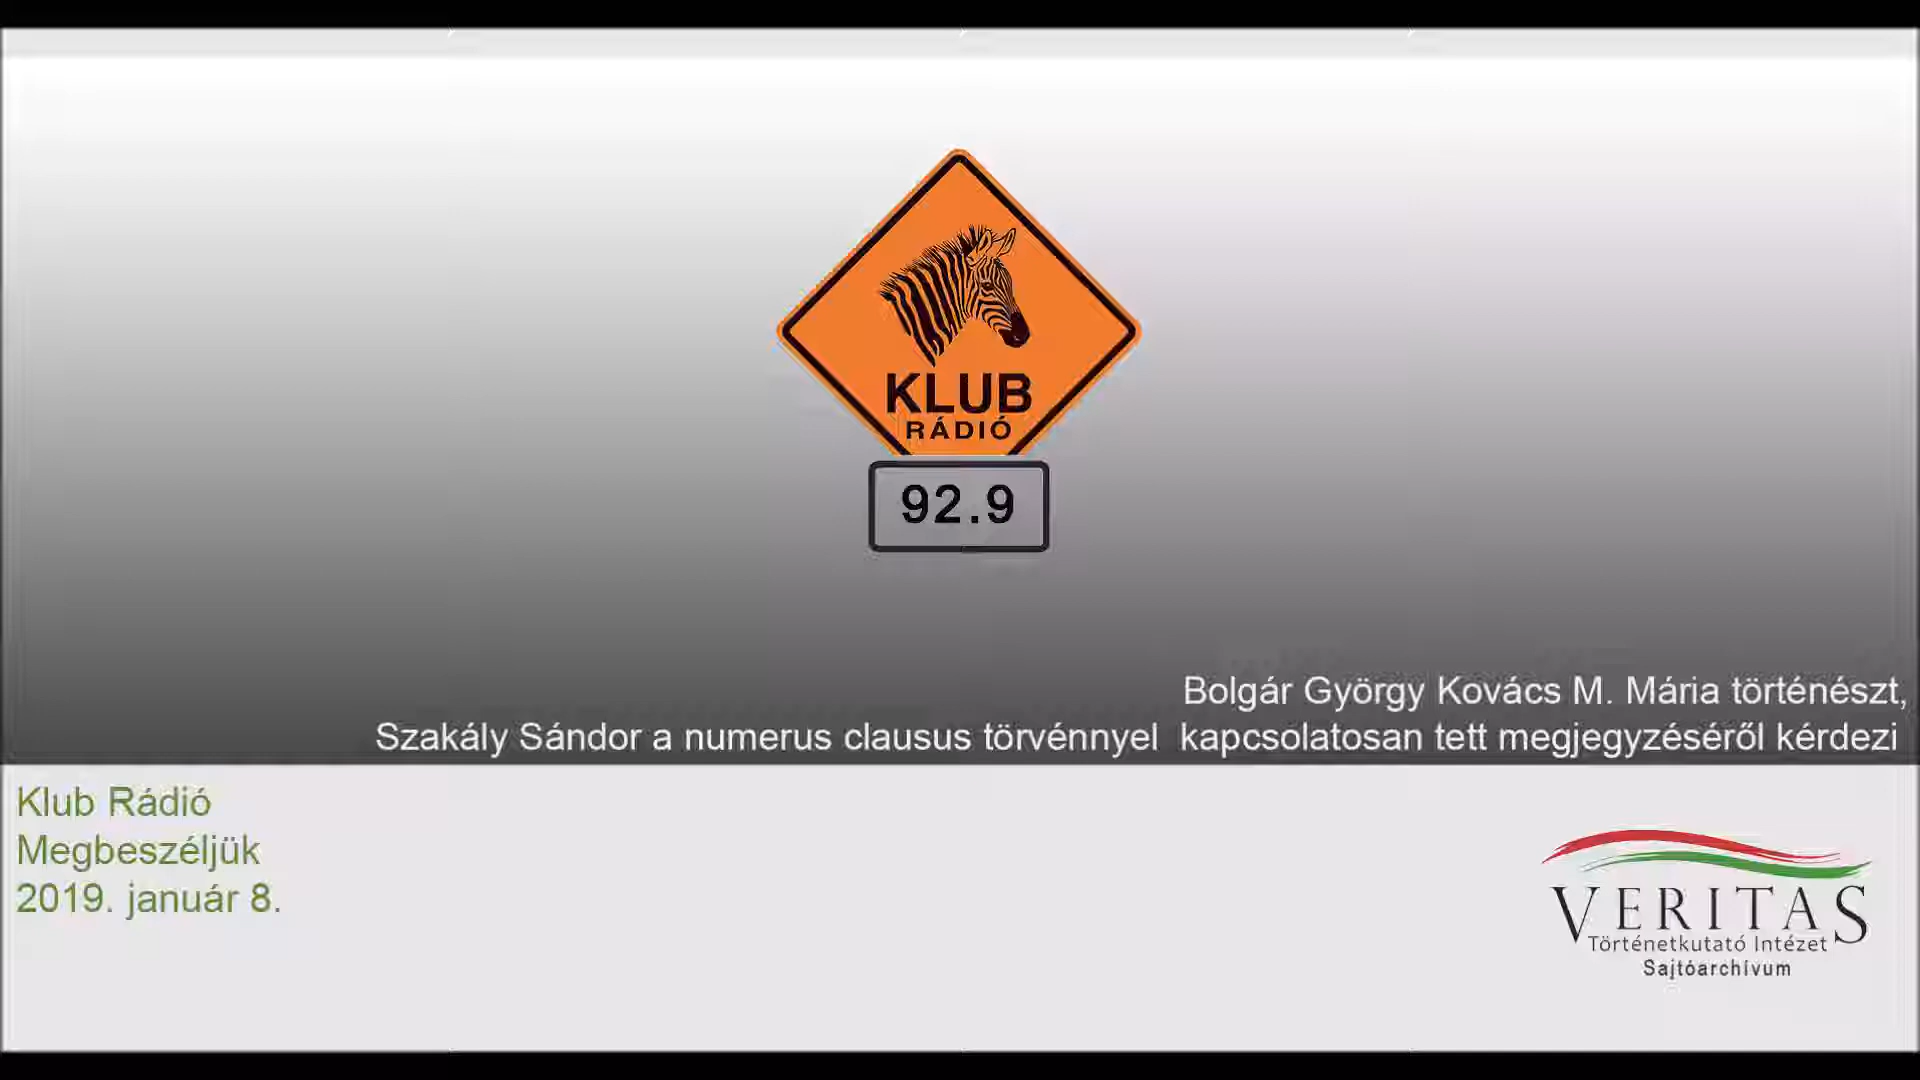 KLUB
RÁDIÓ
92.9
Bolgár György Kovács M. Mária történészt,
Szakály Sándor a numerus clausus törvénnyel kapcsolatosan tett megjegyzéséről kérdezi
Klub Rádió
Megbeszéljük
2019. január 8.
VERITAS
Történetkutató Intézet
Sajtóarchívum